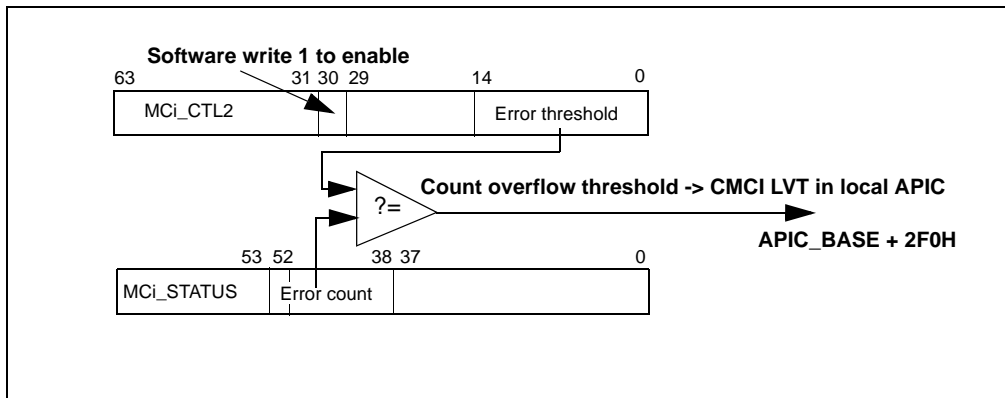 Software write 1 to enable
63 31 30 29 14 0
MCi_CTL2 Error threshold
?=
Count overflow threshold -> CMCI LVT in local APIC
APIC_BASE + 2F0H
53 52 38 37 0
MCi_STATUS Error count